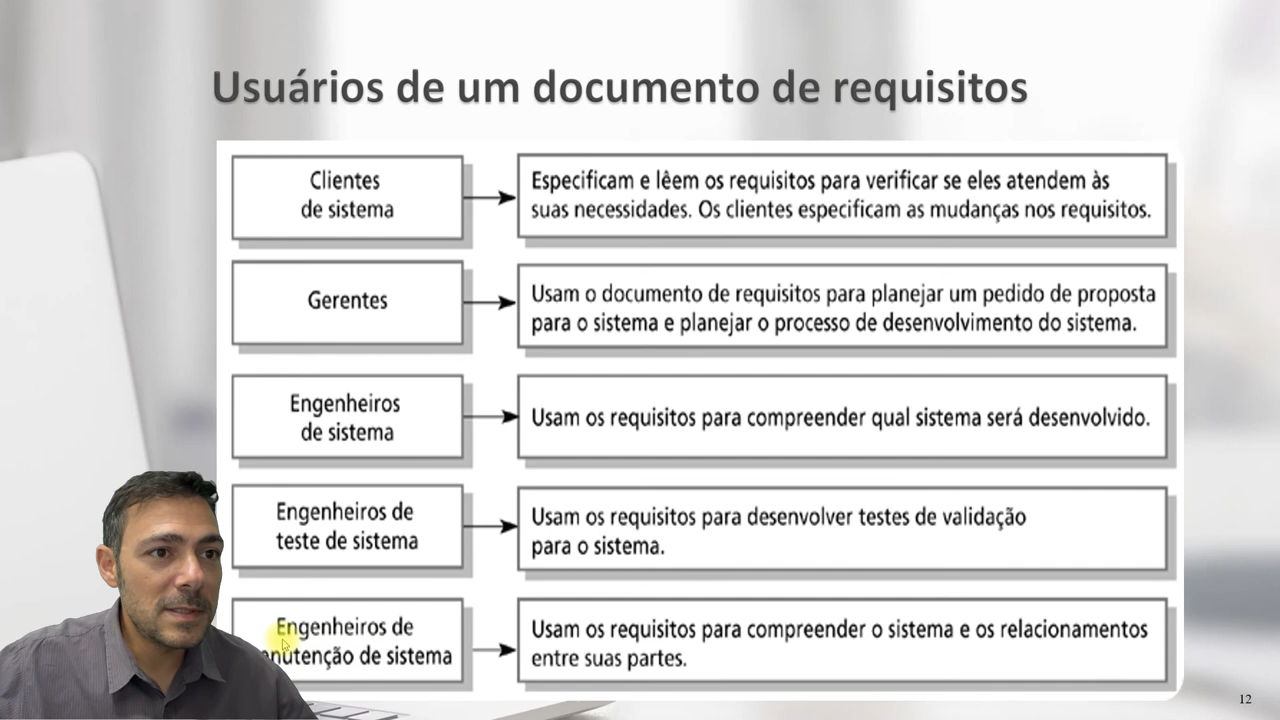 Usuários de um documento de requisitos
Clientes
de sistema
Especificam e lêem os requisitos para verificar se eles atendem às
suas necessidades. Os clientes especificam as mudanças nos requisitos.
Gerentes
Usam o documento de requisitos para planejar um pedido de proposta
para o sistema e planejar o processo de desenvolvimento do sistema.
Engenheiros
de sistema
Usam os requisitos para compreender qual sistema será desenvolvido.
Engenheiros de
teste de sistema
Usam os requisitos para desenvolver testes de validação
para o sistema.
Engenheiros de
nutenção de sistema
Usam os requisitos para compreender o sistema e os relacionamentos
entre suas partes.
12